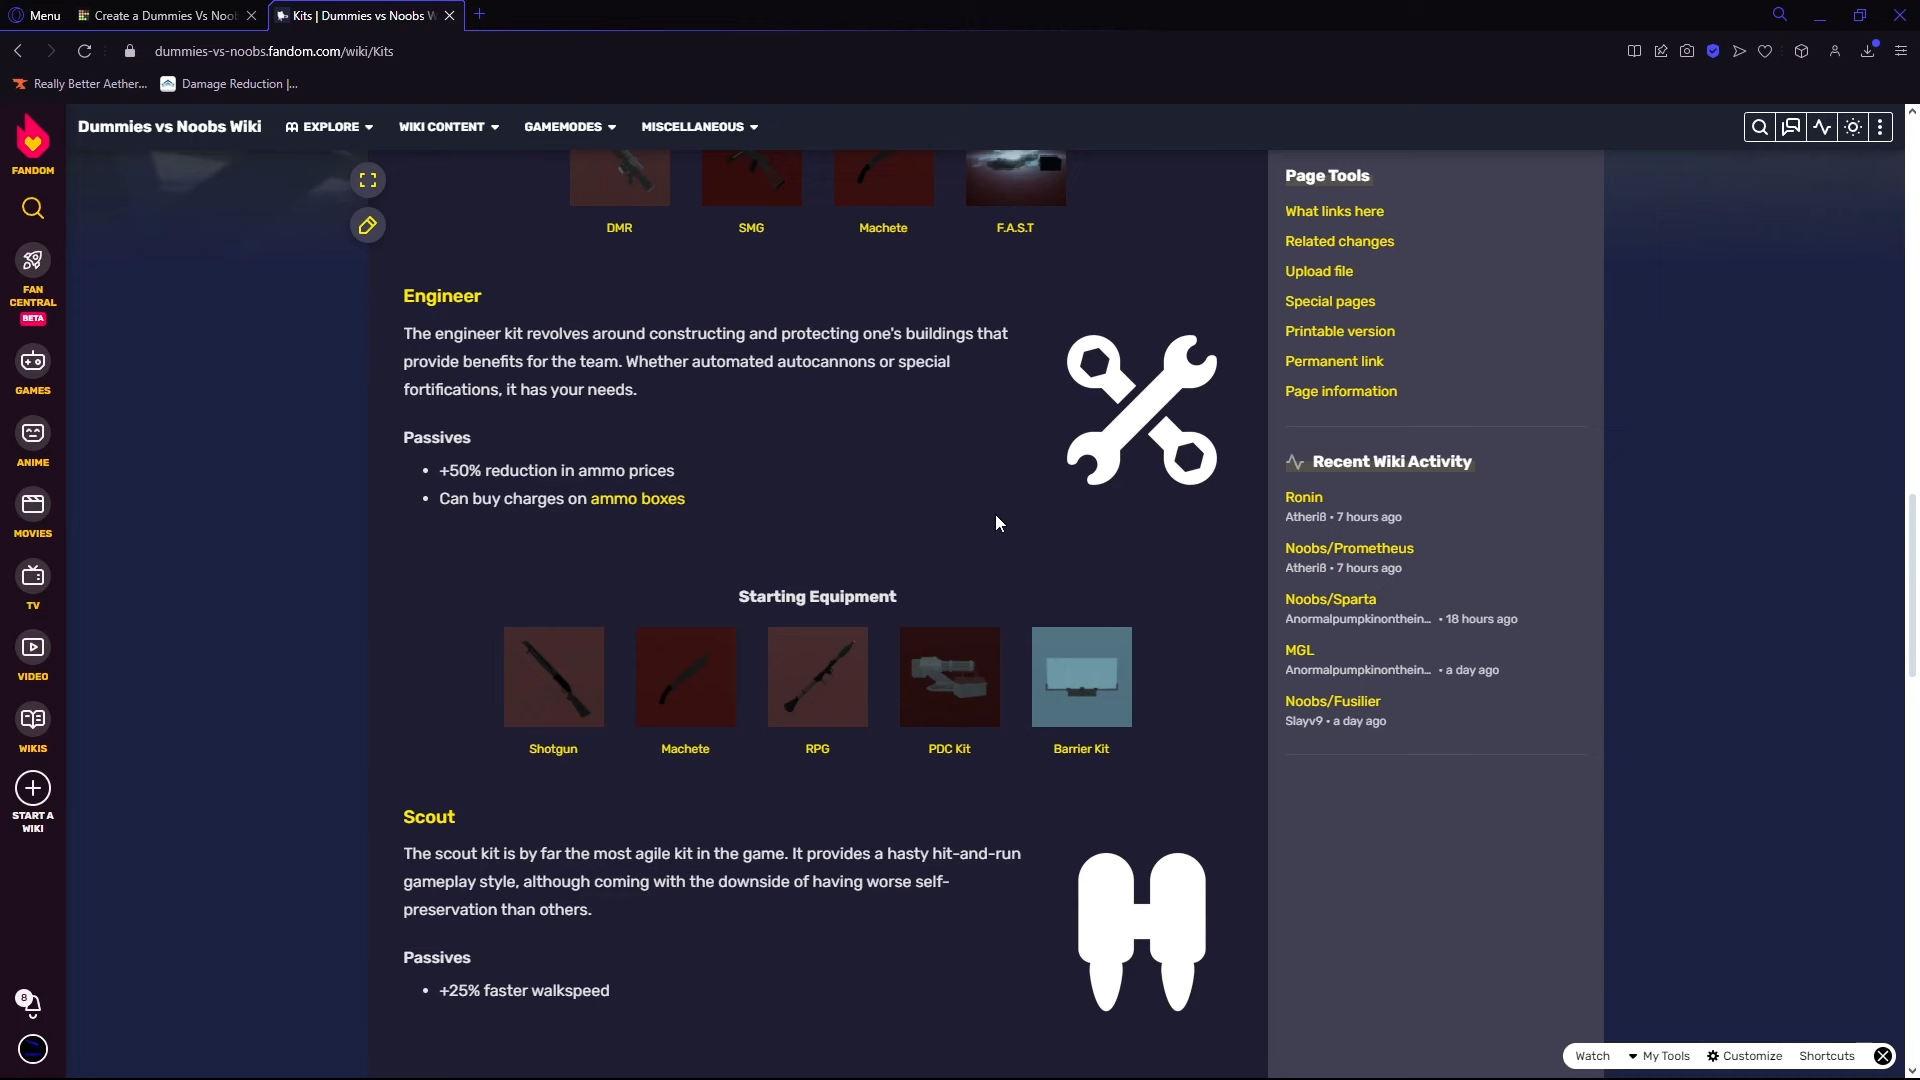 Menu
Create a Dummies Vs Noob
Kits | Dummies vs Noobs W
dummies-vs-noobs.fandom.com/wiki/Kits
Really Better Aether...
Damage Reduction |...
Dummies vs Noobs Wiki
EXPLORE
WIKI CONTENT
GAMEMODES
MISCELLANEOUS
FANDOM
FAN
CENTRAL
BETA
GAMES
ANIME
MOVIES
TV
VIDEO
WIKIS
START A
WIKI
8
DMR
SMG
Machete
F.A.S.T
Engineer
The engineer kit revolves around constructing and protecting one's buildings that
provide benefits for the team. Whether automated autocannons or special
fortifications, it has your needs.
Passives
• +50% reduction in ammo prices
• Can buy charges on ammo boxes
Starting Equipment
Shotgun
Machete
RPG
PDC Kit
Barrier Kit
Scout
The scout kit is by far the most agile kit in the game. It provides a hasty hit-and-run
gameplay style, although coming with the downside of having worse self-
preservation than others.
Passives
• +25% faster walkspeed
Page Tools
What links here
Related changes
Upload file
Special pages
Printable version
Permanent link
Page information
Recent Wiki Activity
Ronin
Atheriß • 7 hours ago
Noobs/Prometheus
Atheriß • 7 hours ago
Noobs/Sparta
Anormalpumpkinonthein... • 18 hours ago
MGL
Anormalpumpkinonthein... • a day ago
Noobs/Fusilier
Slayv9 • a day ago
Watch
My Tools
Customize
Shortcuts